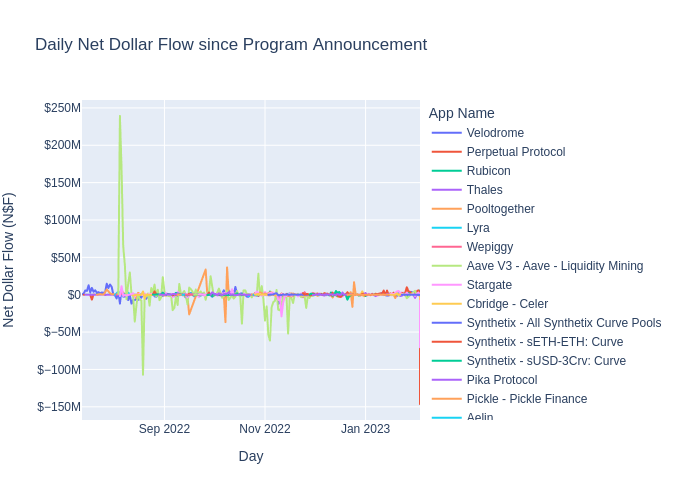 Daily Net Dollar Flow since Program Announcement
Net Dollar Flow (N$F)
$250M
$200M
$150M
$100M
$50M
$0
−$50M
−$100M
−$150M
Sep 2022
Nov 2022
Jan 2023
Day
App Name
Velodrome
Perpetual Protocol
Rubicon
Thales
Pooltogether
Lyra
Wepiggy
Aave V3 - Aave - Liquidity Mining
Stargate
Cbridge - Celer
Synthetix - All Synthetix Curve Pools
Synthetix - sETH-ETH: Curve
Synthetix - sUSD-3Crv: Curve
Pika Protocol
Pickle - Pickle Finance
Aelin